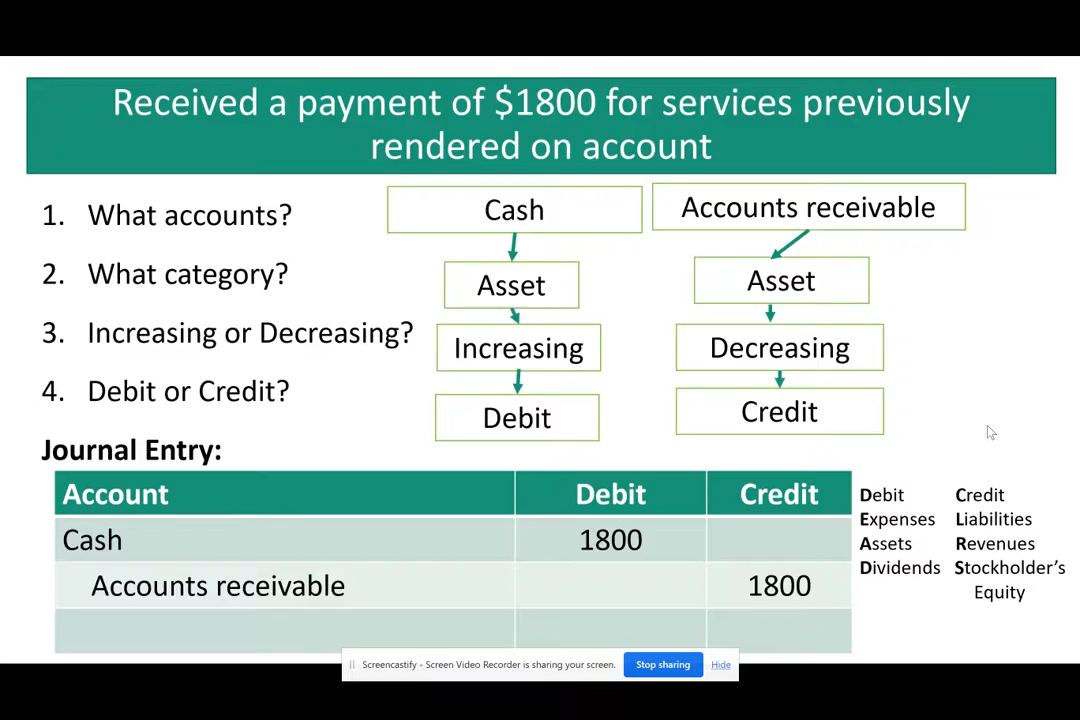 Received a payment of $1800 for services previously
rendered on account
1. What accounts?
Cash
Accounts receivable
2. What category?
Asset
Asset
3. Increasing or Decreasing?
Increasing
Decreasing
4. Debit or Credit?
Debit
Credit
Journal Entry:
Account Debit Credit
Cash 1800
Accounts receivable 1800
Debit Credit
Expenses Liabilities
Assets Revenues
Dividends Stockholder's
Equity
Screencastify - Screen Video Recorder is sharing your screen. Stop sharing Hide